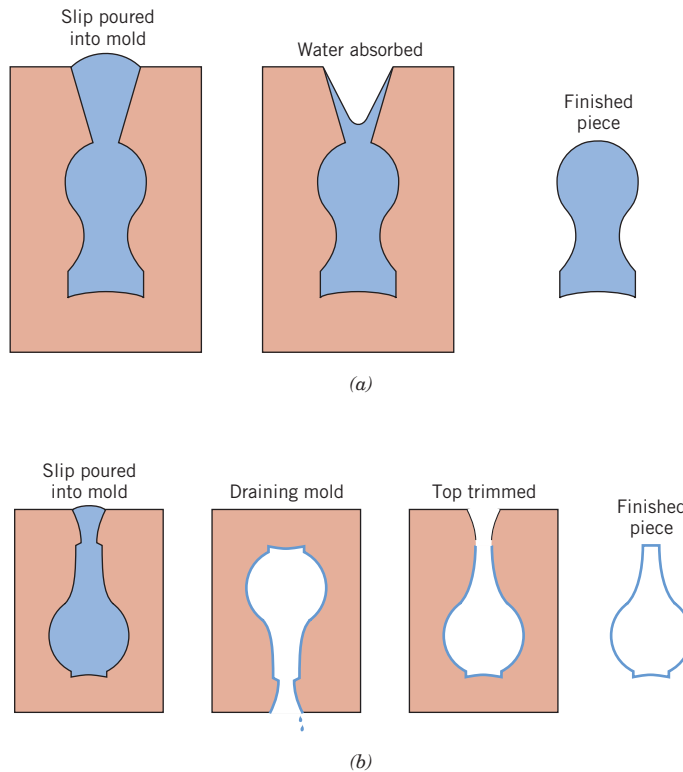 Slip poured
into mold
Water absorbed
Finished
piece
(a)
Slip poured
into mold
Draining mold
Top trimmed
Finished
piece
(b)